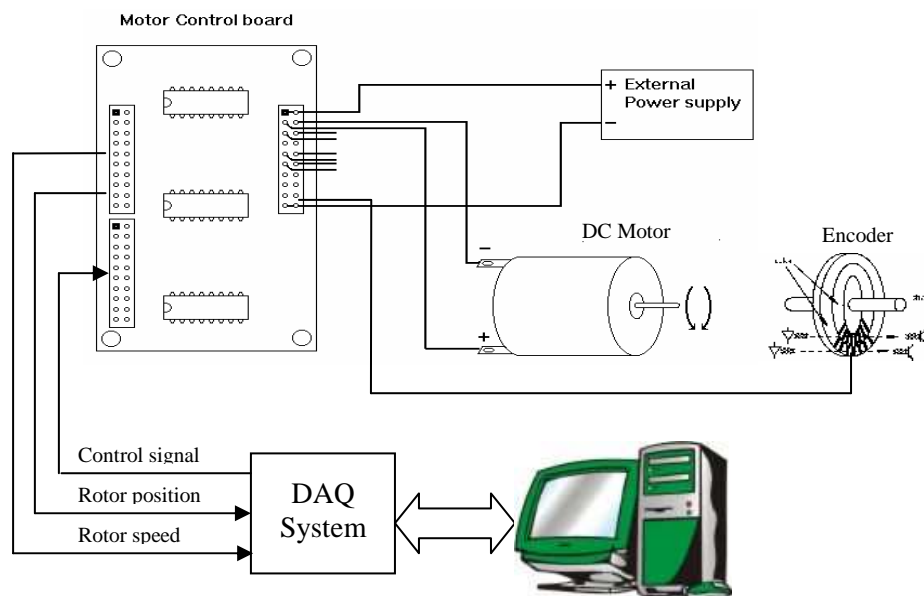 Motor Control board
+ External
Power supply
−
DC Motor
Encoder
−
+
Control signal
Rotor position
Rotor speed
DAQ
System